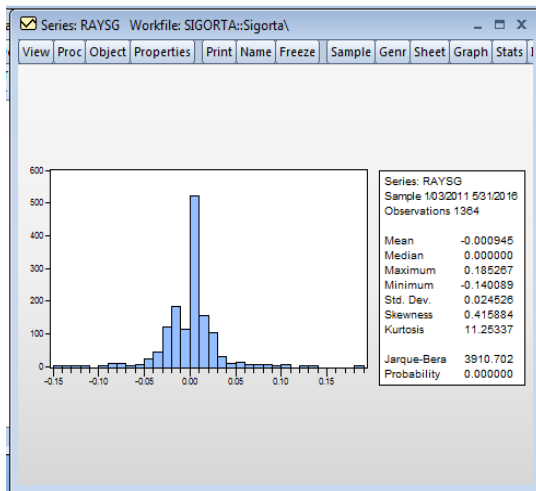 Series: RAYSG Workfile: SIGORTA::Sigorta\
View Proc Object Properties Print Name Freeze Sample Genr Sheet Graph Stats
600
500
400
300
200
100
0
-0.15 -0.10 -0.05 0.00 0.05 0.10 0.15
Series: RAYSG
Sample 1/03/2011 5/31/2016
Observations 1364
Mean -0.000945
Median 0.000000
Maximum 0.185267
Minimum -0.140089
Std. Dev. 0.024526
Skewness 0.415884
Kurtosis 11.25337
Jarque-Bera 3910.702
Probability 0.000000